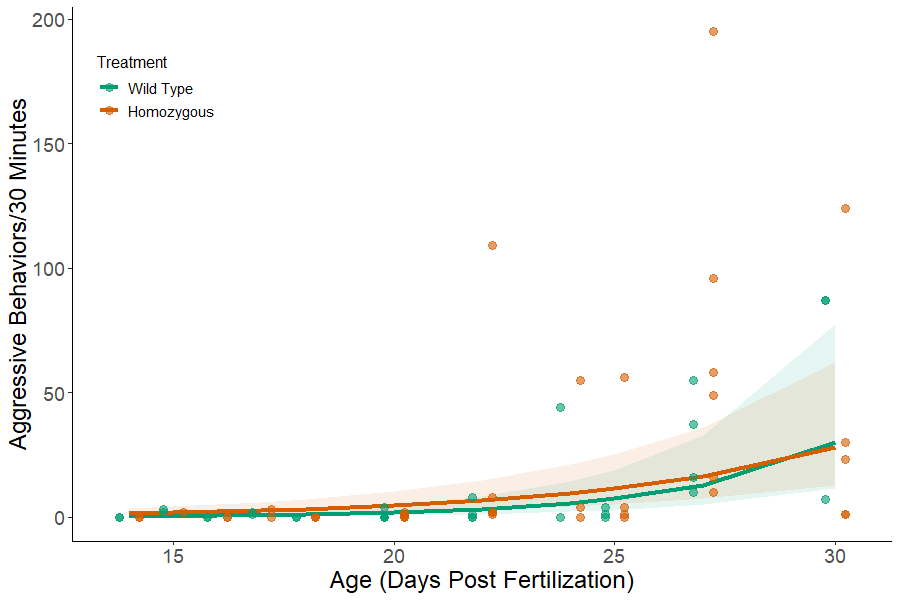 200
150
100
50
0
Aggressive Behaviors/30 Minutes
Treatment
Wild Type
Homozygous
15
20
25
30
Age (Days Post Fertilization)